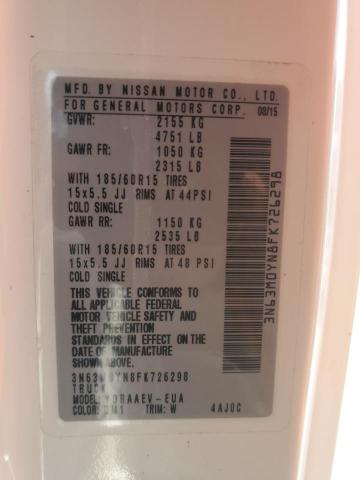 MFD. BY NISSAN MOTOR CO., LTD.
FOR GENERAL MOTORS CORP. 08/15
GVWR: 2155 KG
4751 LB
GAWR FR: 1050 KG
2315 LB
WITH 185/60R15 TIRES
15x5.5 JJ RIMS AT 44PSI
COLD SINGLE
GAWR RR: 1150 KG
2535 LB
WITH 185/60R15 TIRES
15x5.5 JJ RIMS AT 48 PSI
COLD SINGLE
THIS VEHICLE CONFORMS TO
ALL APPLICABLE FEDERAL
MOTOR VEHICLE SAFETY AND
THEFT PREVENTION
STANDARDS IN EFFECT ON
THE DATE OF MANUFACTURE
SHOWN ABOVE
3N63M0YN8FK726298
TRUCK
MODEL: -EUA
COLOR: TRIM: W 4AJ0C
3N63M0YN8FK726298